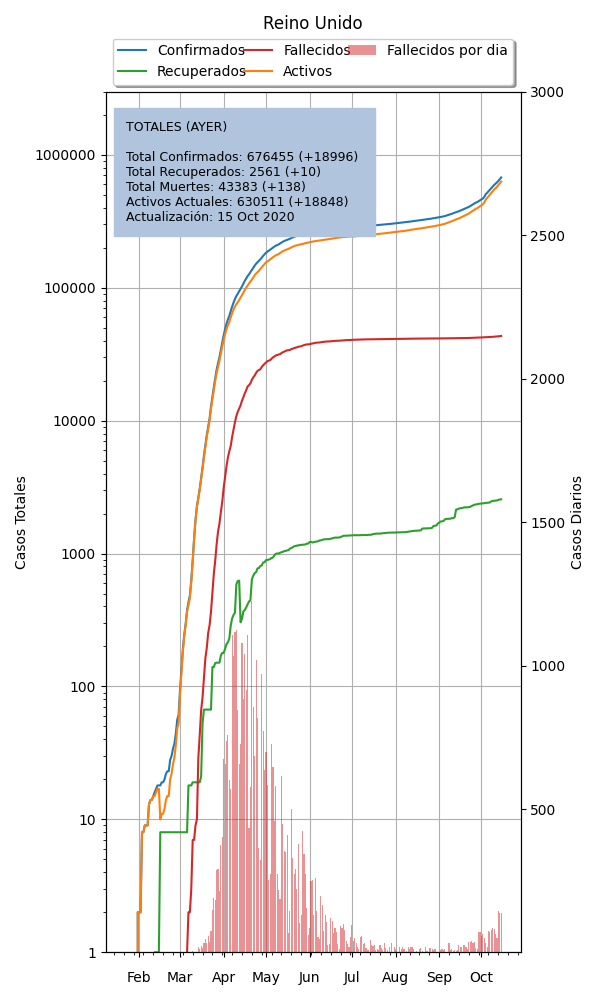 Reino Unido
Confirmados
Fallecidos
Fallecidos por dia
Recuperados
Activos
TOTALES (AYER)
Total Confirmados: 676455 (+18996)
Total Recuperados: 2561 (+10)
Total Muertes: 43383 (+138)
Activos Actuales: 630511 (+18848)
Actualización: 15 Oct 2020
1000000
100000
10000
1000
100
10
1
Casos Totales
3000
2500
2000
1500
1000
500
Casos Diarios
Feb Mar Apr May Jun Jul Aug Sep Oct